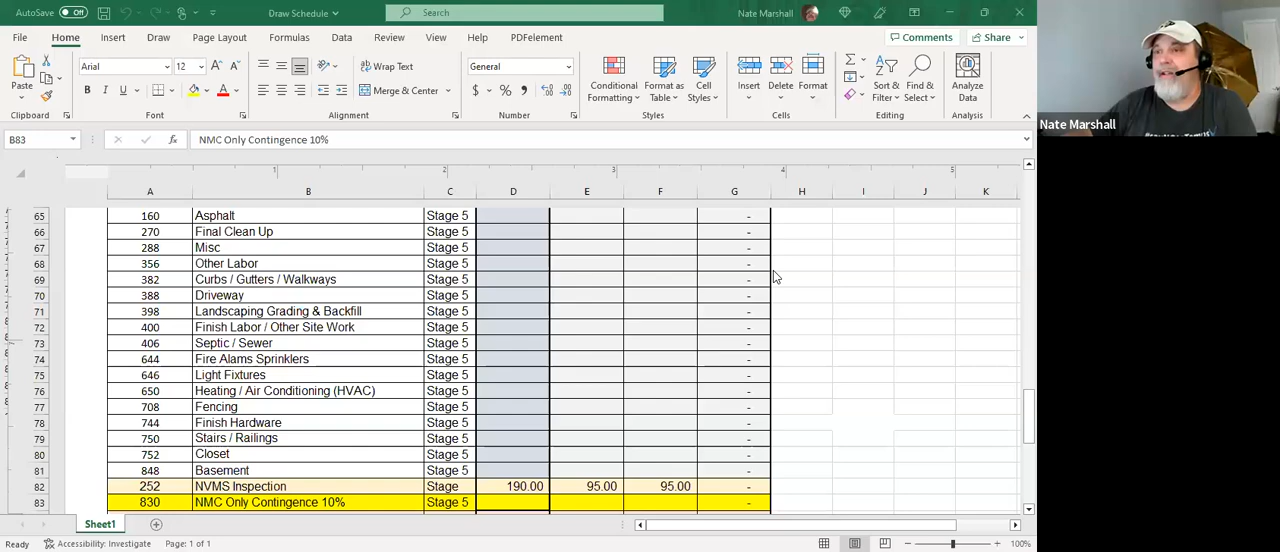 AutoSave Off Draw Schedule Search Nate Marshall
File Home Insert Draw Page Layout Formulas Data Review View Help PDFelement Comments Share
Paste
Clipboard
Arial 12
B I U
Font
Wrap Text
Merge & Center
Alignment
General
$ % 9
Number
Conditional Formatting
Format as Table
Cell Styles
Styles
Insert Delete Format
Cells
Sort & Filter
Find & Select
Editing
Analyze Data
Analysis
Nate Marshall
B83 fx NMC Only Contingence 10%
1 2 3 4 5
A B C D E F G H I J K
65 160 Asphalt Stage 5 -
66 270 Final Clean Up Stage 5 -
67 288 Misc Stage 5 -
68 356 Other Labor Stage 5 -
69 382 Curbs / Gutters / Walkways Stage 5 -
70 388 Driveway Stage 5 -
71 398 Landscaping Grading & Backfill Stage 5 -
72 400 Finish Labor / Other Site Work Stage 5 -
73 406 Septic / Sewer Stage 5 -
74 644 Fire Alams Sprinklers Stage 5 -
75 646 Light Fixtures Stage 5 -
76 650 Heating / Air Conditioning (HVAC) Stage 5 -
77 708 Fencing Stage 5 -
78 744 Finish Hardware Stage 5 -
79 750 Stairs / Railings Stage 5 -
80 752 Closet Stage 5 -
81 848 Basement Stage 5 -
82 252 NVMS Inspection Stage 190.00 95.00 95.00 -
83 830 NMC Only Contingence 10% Stage 5 -
Sheet1
Ready Accessibility: Investigate Page: 1 of 1 100%